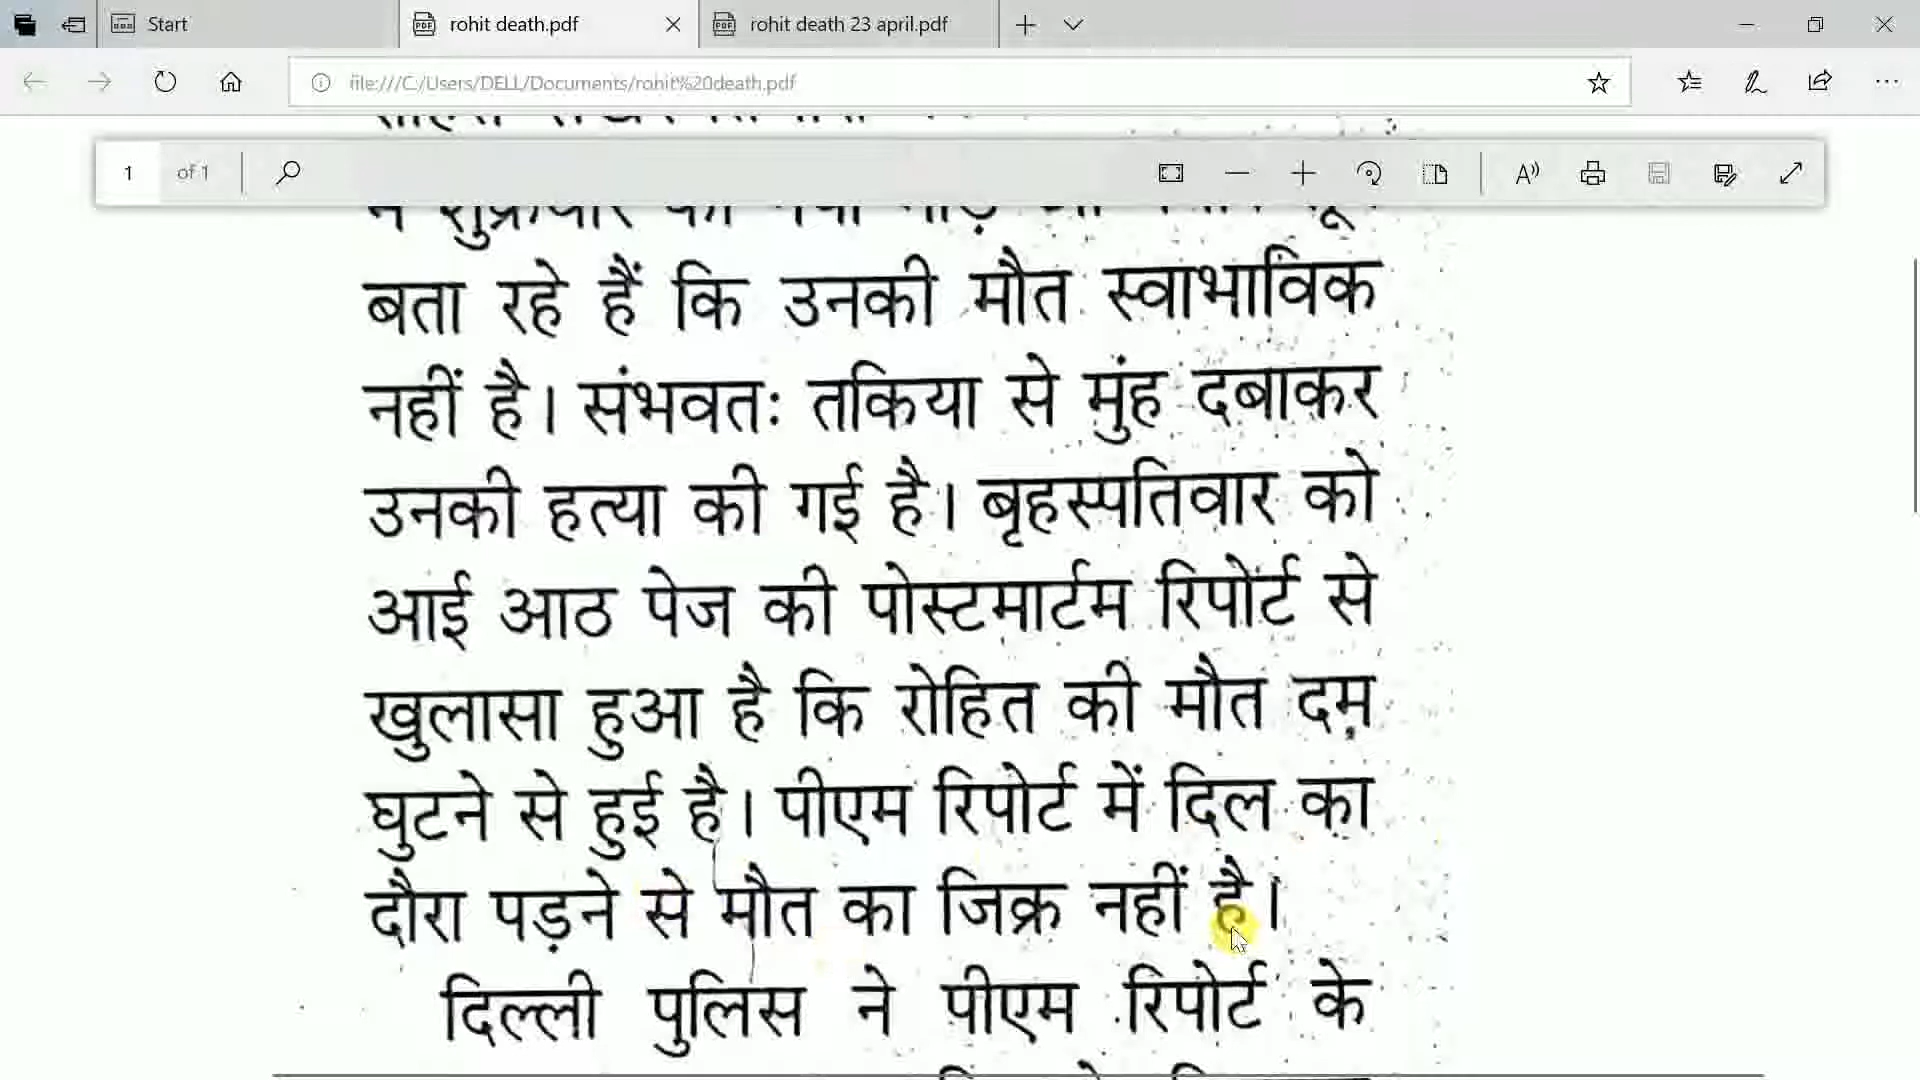 Start
rohit death.pdf
rohit death 23 april.pdf
file:///C:/Users/DELL/Documents/rohit%20death.pdf
1 of 1
बता रहे हैं कि उनकी मौत स्वाभाविक
नहीं है। संभवतः तकिया से मुंह दबाकर
उनकी हत्या की गई है। बृहस्पतिवार को
आई आठ पेज की पोस्टमार्टम रिपोर्ट से
खुलासा हुआ है कि रोहित की मौत दम
घुटने से हुई है। पीएम रिपोर्ट में दिल का
दौरा पड़ने से मौत का जिक्र नहीं है।
दिल्ली पुलिस ने पीएम रिपोर्ट के